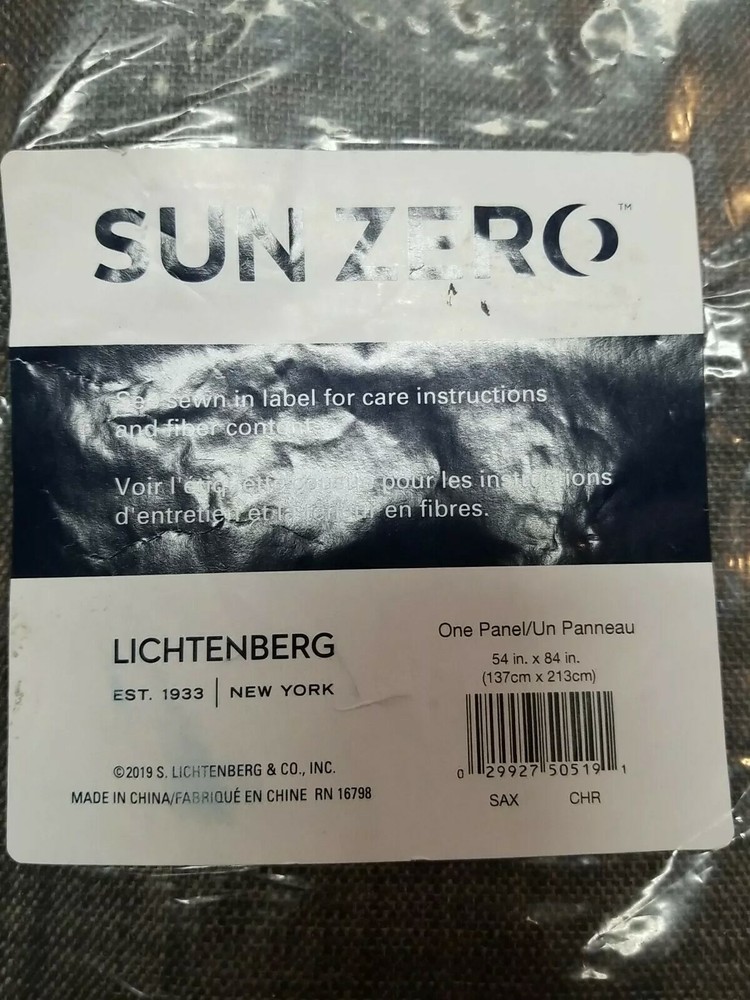 SUN ZERO™
See sewn in label for care instructions
and fiber content.
Voir l'étiquette pour les instructions
d'entretien et la en fibres.
LICHTENBERG
EST. 1933 | NEW YORK
©2019 S. LICHTENBERG & CO., INC.
MADE IN CHINA/FABRIQUÉ EN CHINE RN 16798
One Panel/Un Panneau
54 in. x 84 in.
(137cm x 213cm)
0 29927 50519 1
SAX CHR